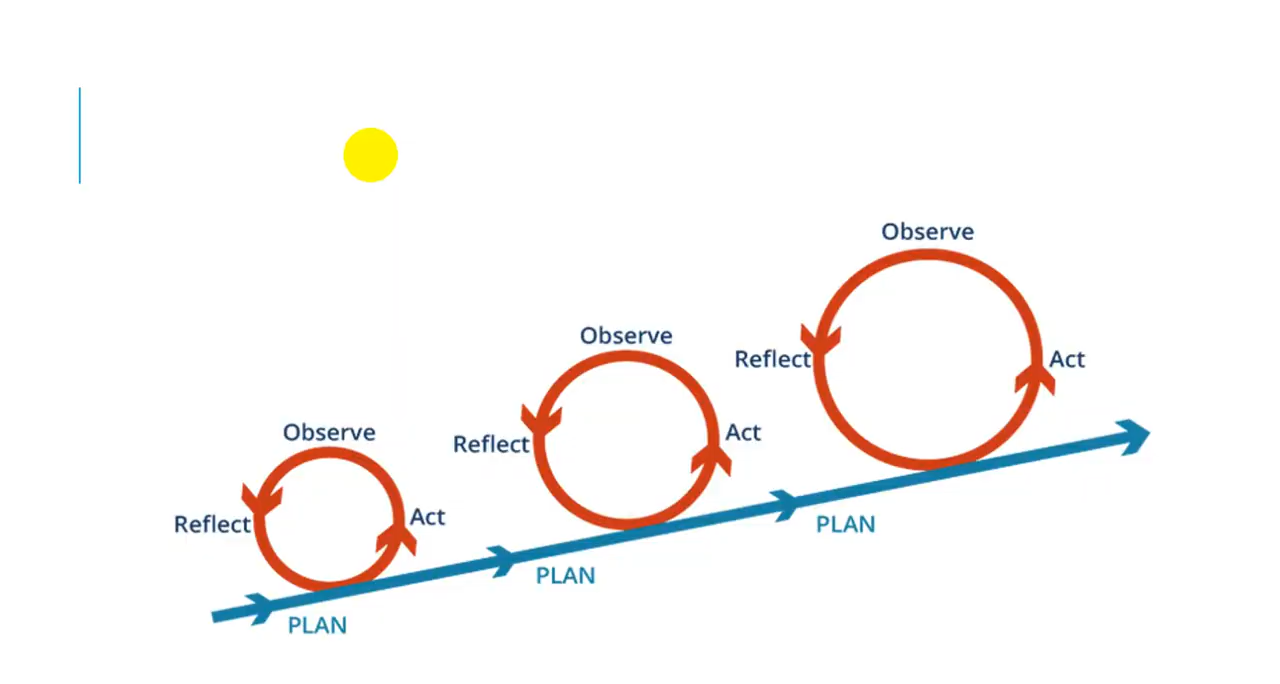 Observe
Observe
Reflect
Act
Act
Observe
Reflect
Reflect
Act
PLAN
PLAN
PLAN